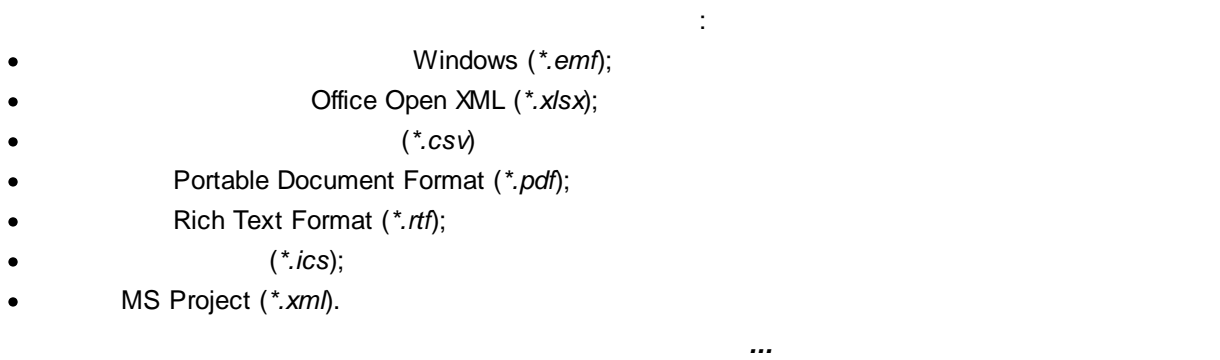 :
• Windows (*.emf);
• Office Open XML (*.xlsx);
• (*.csv)
• Portable Document Format (*.pdf);
• Rich Text Format (*.rtf);
• (*.ics);
• MS Project (*.xml).